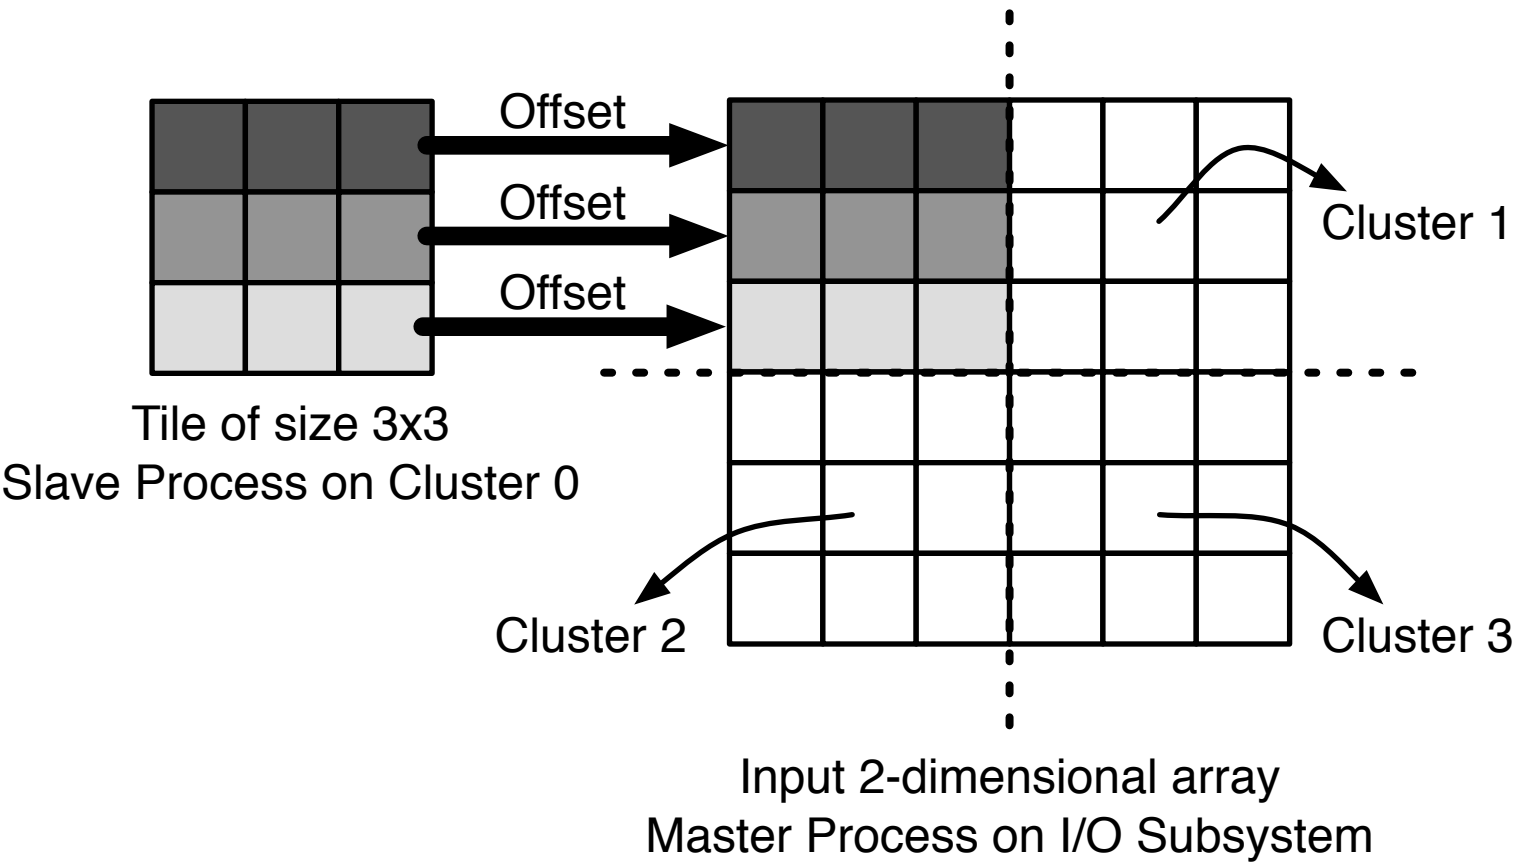 Offset
Offset
Offset
Cluster 1
Tile of size 3x3
Slave Process on Cluster 0
Cluster 2
Cluster 3
Input 2-dimensional array
Master Process on I/O Subsystem